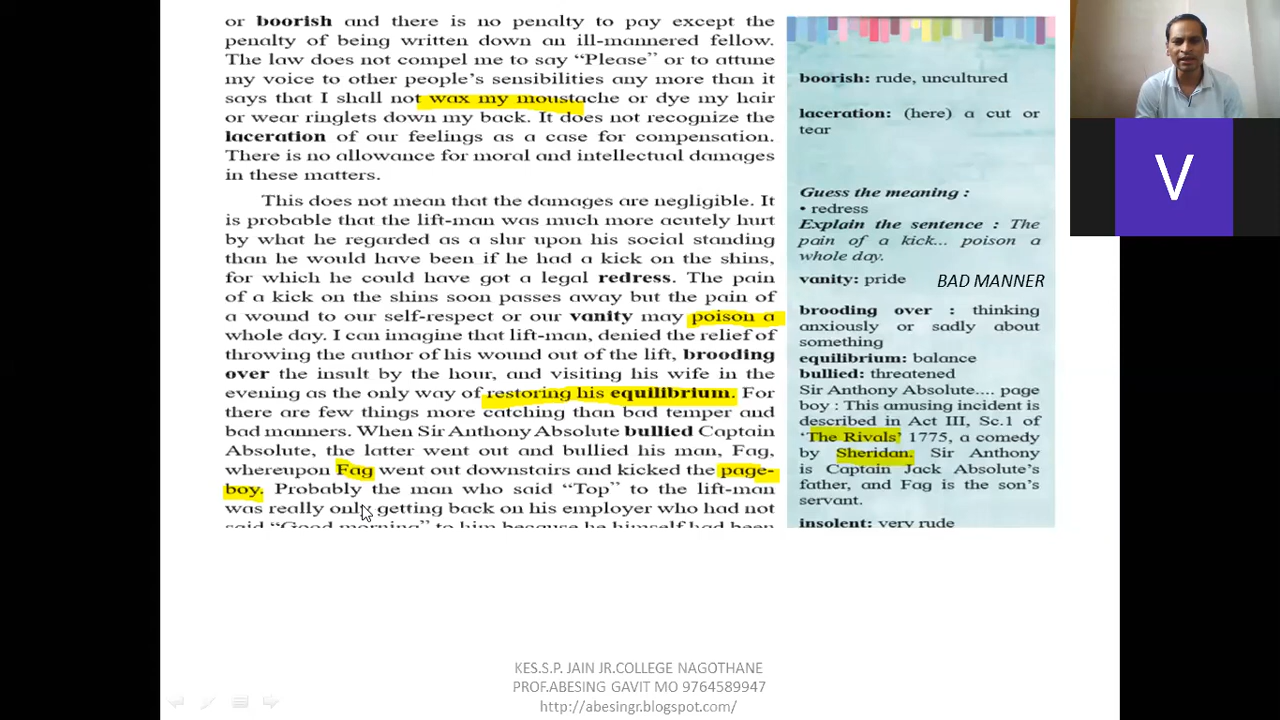 or boorish and there is no penalty to pay except the
penalty of being written down an ill-mannered fellow.
The law does not compel me to say “Please” or to attune
my voice to other people’s sensibilities any more than it
says that I shall not wax my moustache or dye my hair
or wear ringlets down my back. It does not recognize the
laceration of our feelings as a case for compensation.
There is no allowance for moral and intellectual damages
in these matters.
This does not mean that the damages are negligible. It
is probable that the lift-man was much more acutely hurt
by what he regarded as a slur upon his social standing
than he would have been if he had a kick on the shins,
for which he could have got a legal redress. The pain
of a kick on the shins soon passes away but the pain of
a wound to our self-respect or our vanity may poison a
whole day. I can imagine that lift-man, denied the relief of
throwing the author of his wound out of the lift, brooding
over the insult by the hour, and visiting his wife in the
evening as the only way of restoring his equilibrium. For
there are few things more catching than bad temper and
bad manners. When Sir Anthony Absolute bullied Captain
Absolute, the latter went out and bullied his man, Fag,
whereupon Fag went out downstairs and kicked the page-
boy. Probably the man who said “Top” to the lift-man
was really only getting back on his employer who had not
said “Good morning” to him because he himself had been
boorish: rude, uncultured
laceration: (here) a cut or
tear
Guess the meaning :
• redress
Explain the sentence : The
pain of a kick... poison a
whole day.
vanity: pride
BAD MANNER
brooding over : thinking
anxiously or sadly about
something
equilibrium: balance
bullied: threatened
Sir Anthony Absolute.... page
boy : This amusing incident is
described in Act III, Sc.1 of
‘The Rivals’ 1775, a comedy
by Sheridan. Sir Anthony
is Captain Jack Absolute’s
father, and Fag is the son’s
servant.
insolent: very rude
V
KES.S.P. JAIN JR.COLLEGE NAGOTHANE
PROF.ABESING GAVIT MO 9764589947
http://abesingr.blogspot.com/